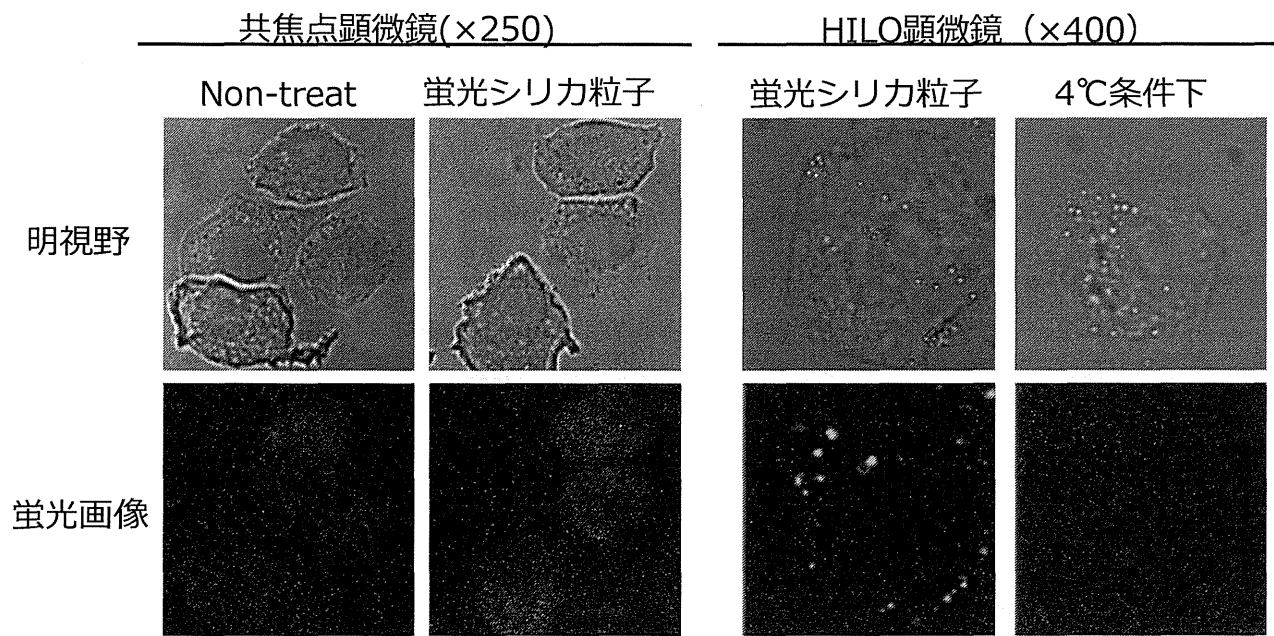 共焦点顕微鏡(×250)
HILO顕微鏡（×400）
Non-treat
蛍光シリカ粒子
蛍光シリカ粒子
4℃条件下
明視野
蛍光画像